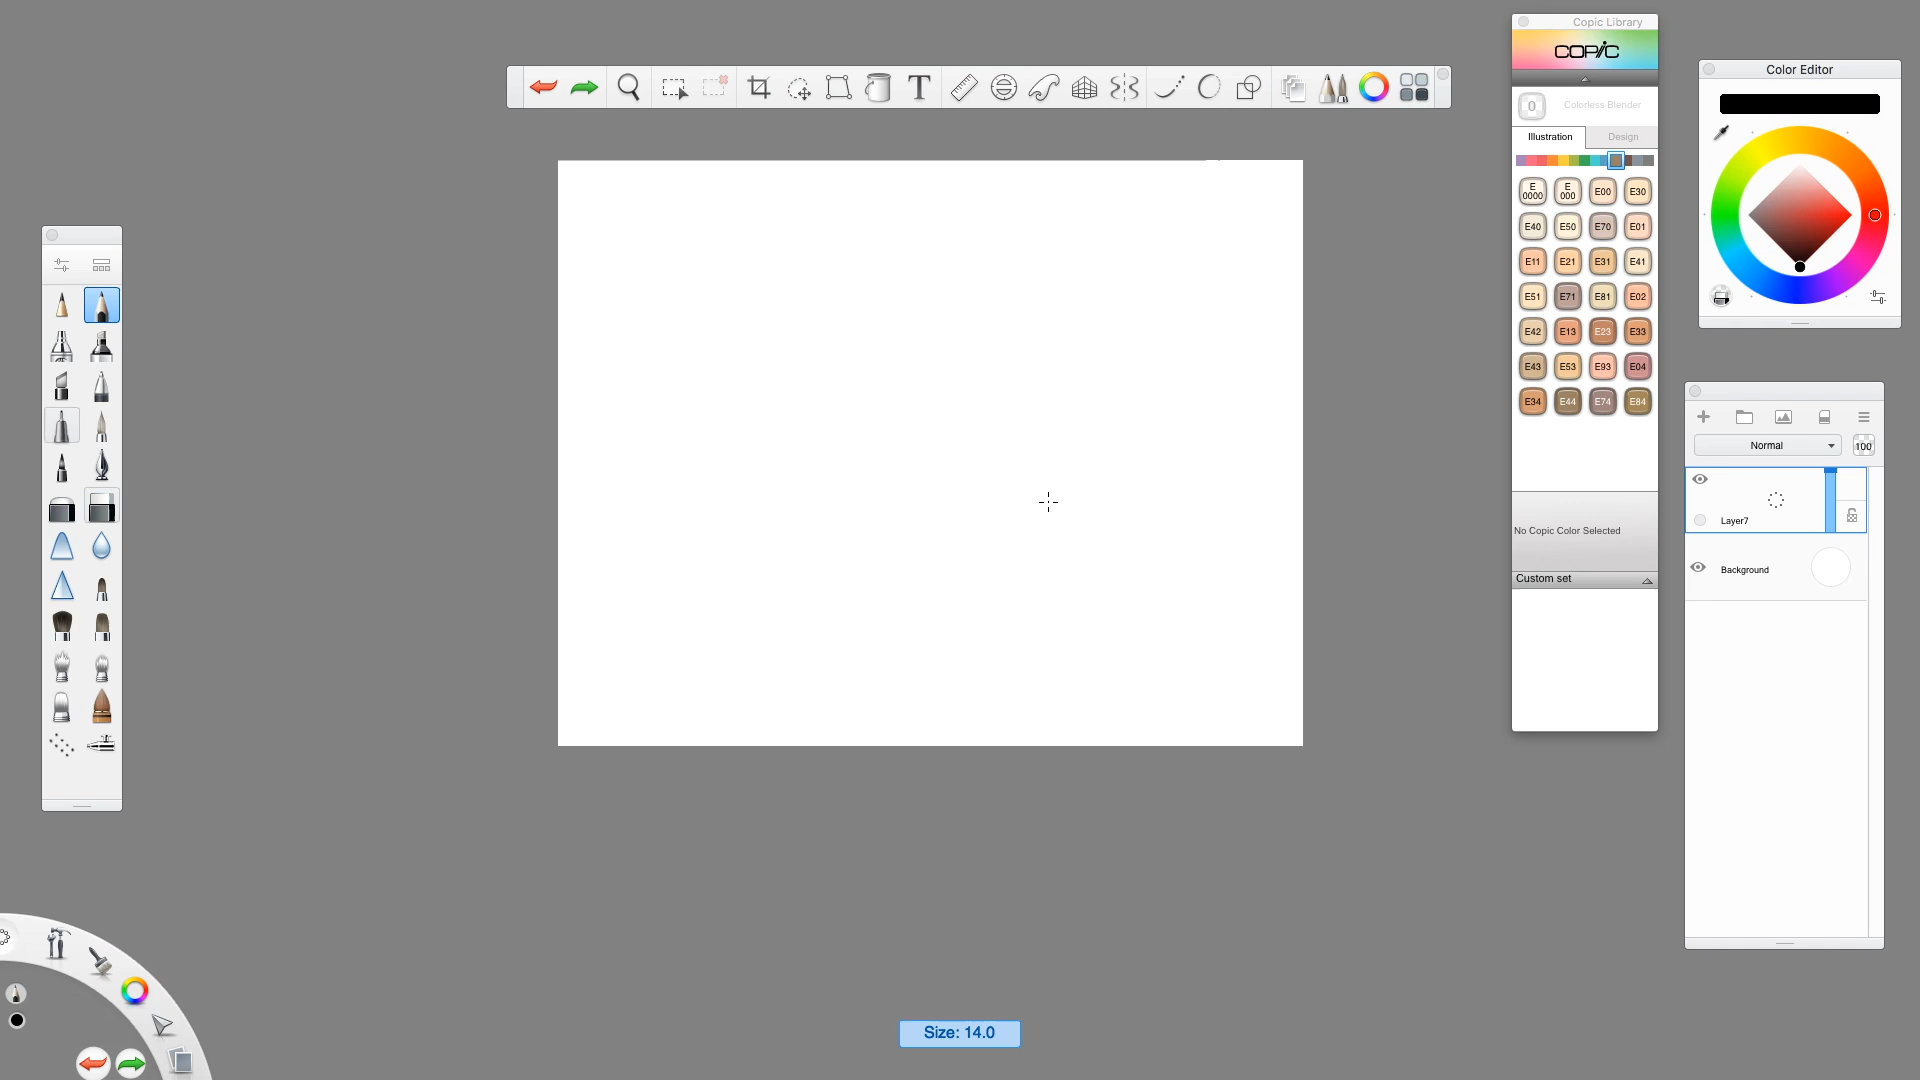 Copic Library
COPIC
0 Colorless Blender
Illustration Design
E 0000 E 000 E00 E30
E40 E50 E70 E01
E11 E21 E31 E41
E51 E71 E81 E02
E42 E13 E23 E33
E43 E53 E93 E04
E34 E44 E74 E84
No Copic Color Selected
Custom set
Color Editor
Normal 100
Layer7
Background
T
Size: 14.0